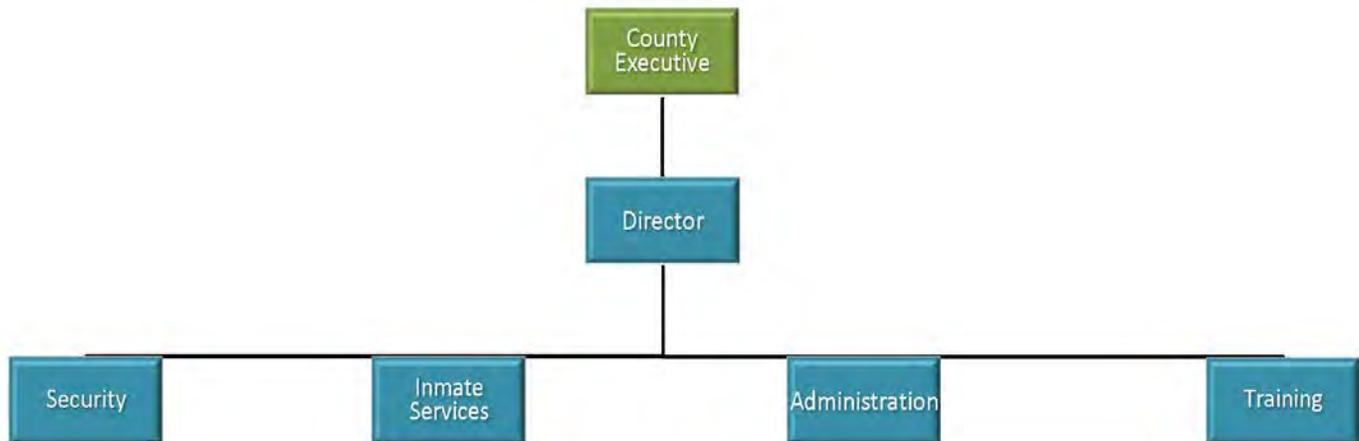 County
Executive
Director
Security
Inmate
Services
Administration
Training